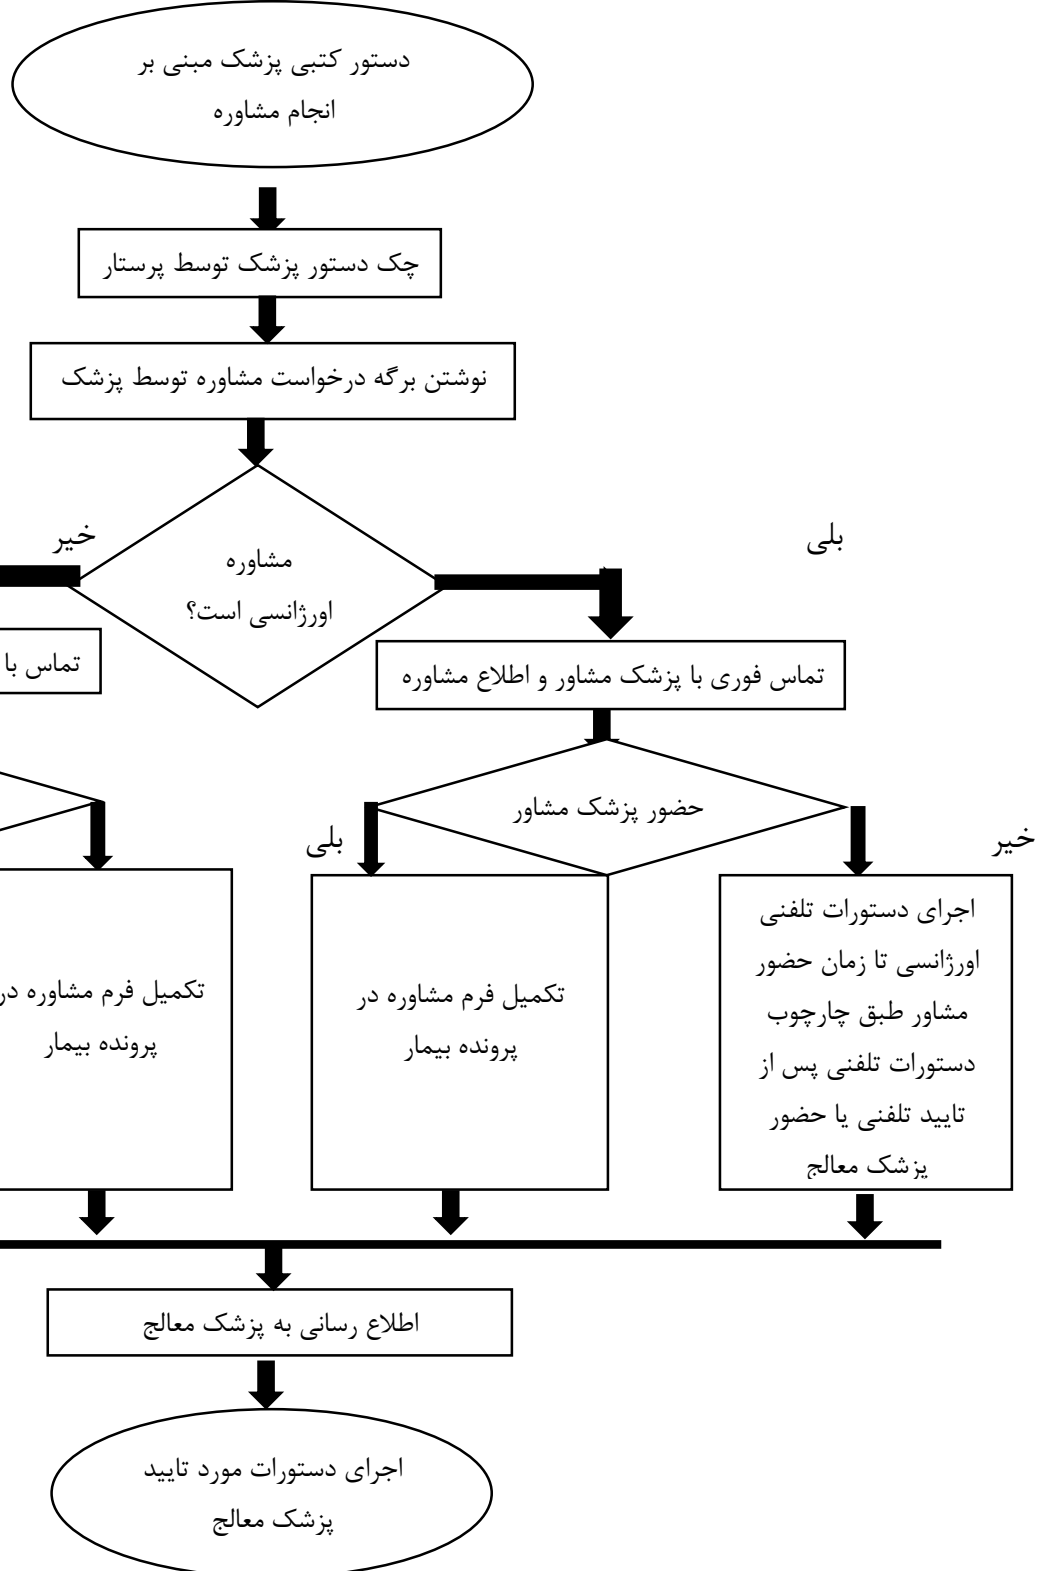 دستور کتبی پزشک مبنی بر
انجام مشاوره
چک دستور پزشک توسط پرستار
نوشتن برگه درخواست مشاوره توسط پزشک
مشاوره
اورژانسی است؟
بلی
خیر
تماس فوری با پزشک مشاور و اطلاع مشاوره
تماس با
حضور پزشک مشاور
خیر
بلی
اجرای دستورات تلفنی
اورژانسی تا زمان حضور
مشاور طبق چارچوب
دستورات تلفنی پس از
تایید تلفنی یا حضور
پزشک معالج
تکمیل فرم مشاوره در
پرونده بیمار
تکمیل فرم مشاوره در
پرونده بیمار
اطلاع رسانی به پزشک معالج
اجرای دستورات مورد تایید
پزشک معالج